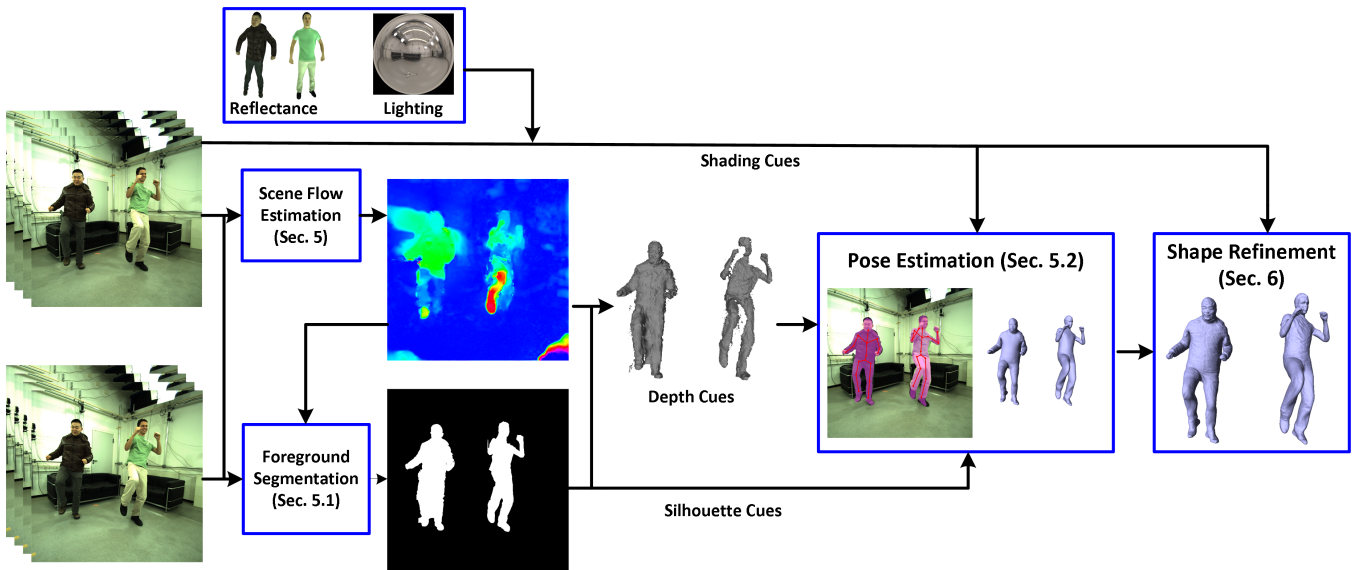 Reflectance
Lighting
Shading Cues
Scene Flow
Estimation
(Sec. 5)
Pose Estimation (Sec. 5.2)
Shape Refinement
(Sec. 6)
Depth Cues
Foreground
Segmentation
(Sec. 5.1)
Silhouette Cues